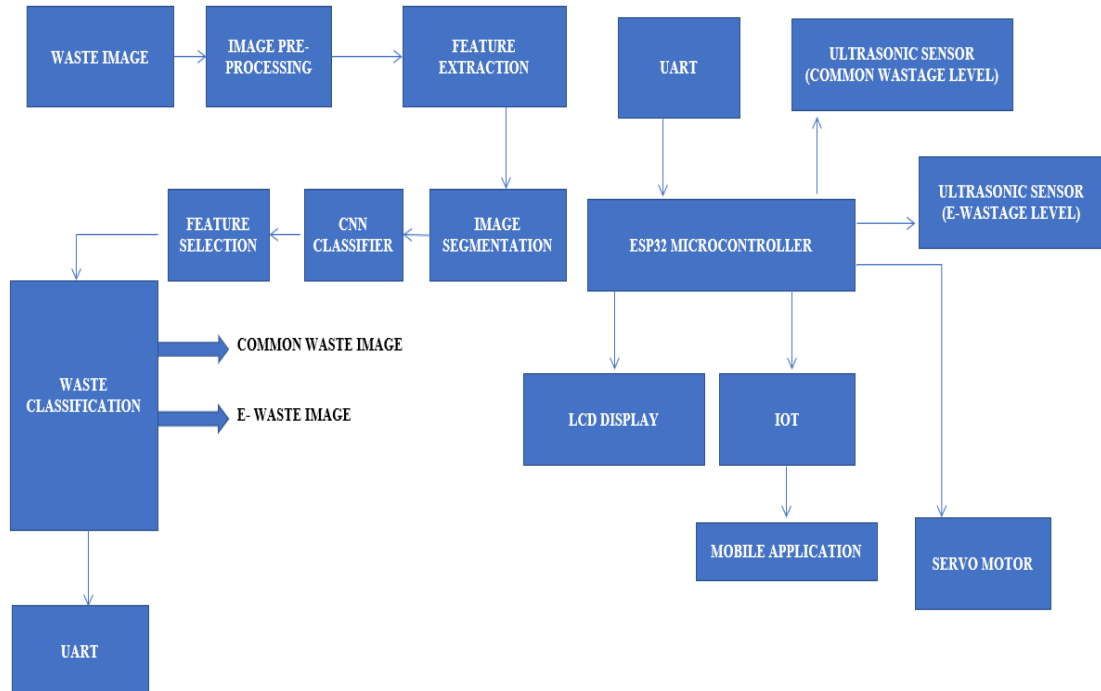 WASTE IMAGE
IMAGE PRE-
PROCESSING
FEATURE
EXTRACTION
UART
ULTRASONIC SENSOR
(COMMON WASTAGE LEVEL)
ULTRASONIC SENSOR
(E-WASTAGE LEVEL)
FEATURE
SELECTION
CNN
CLASSIFIER
IMAGE
SEGMENTATION
ESP32 MICROCONTROLLER
COMMON WASTE IMAGE
WASTE
CLASSIFICATION
E- WASTE IMAGE
LCD DISPLAY
IOT
MOBILE APPLICATION
SERVO MOTOR
UART